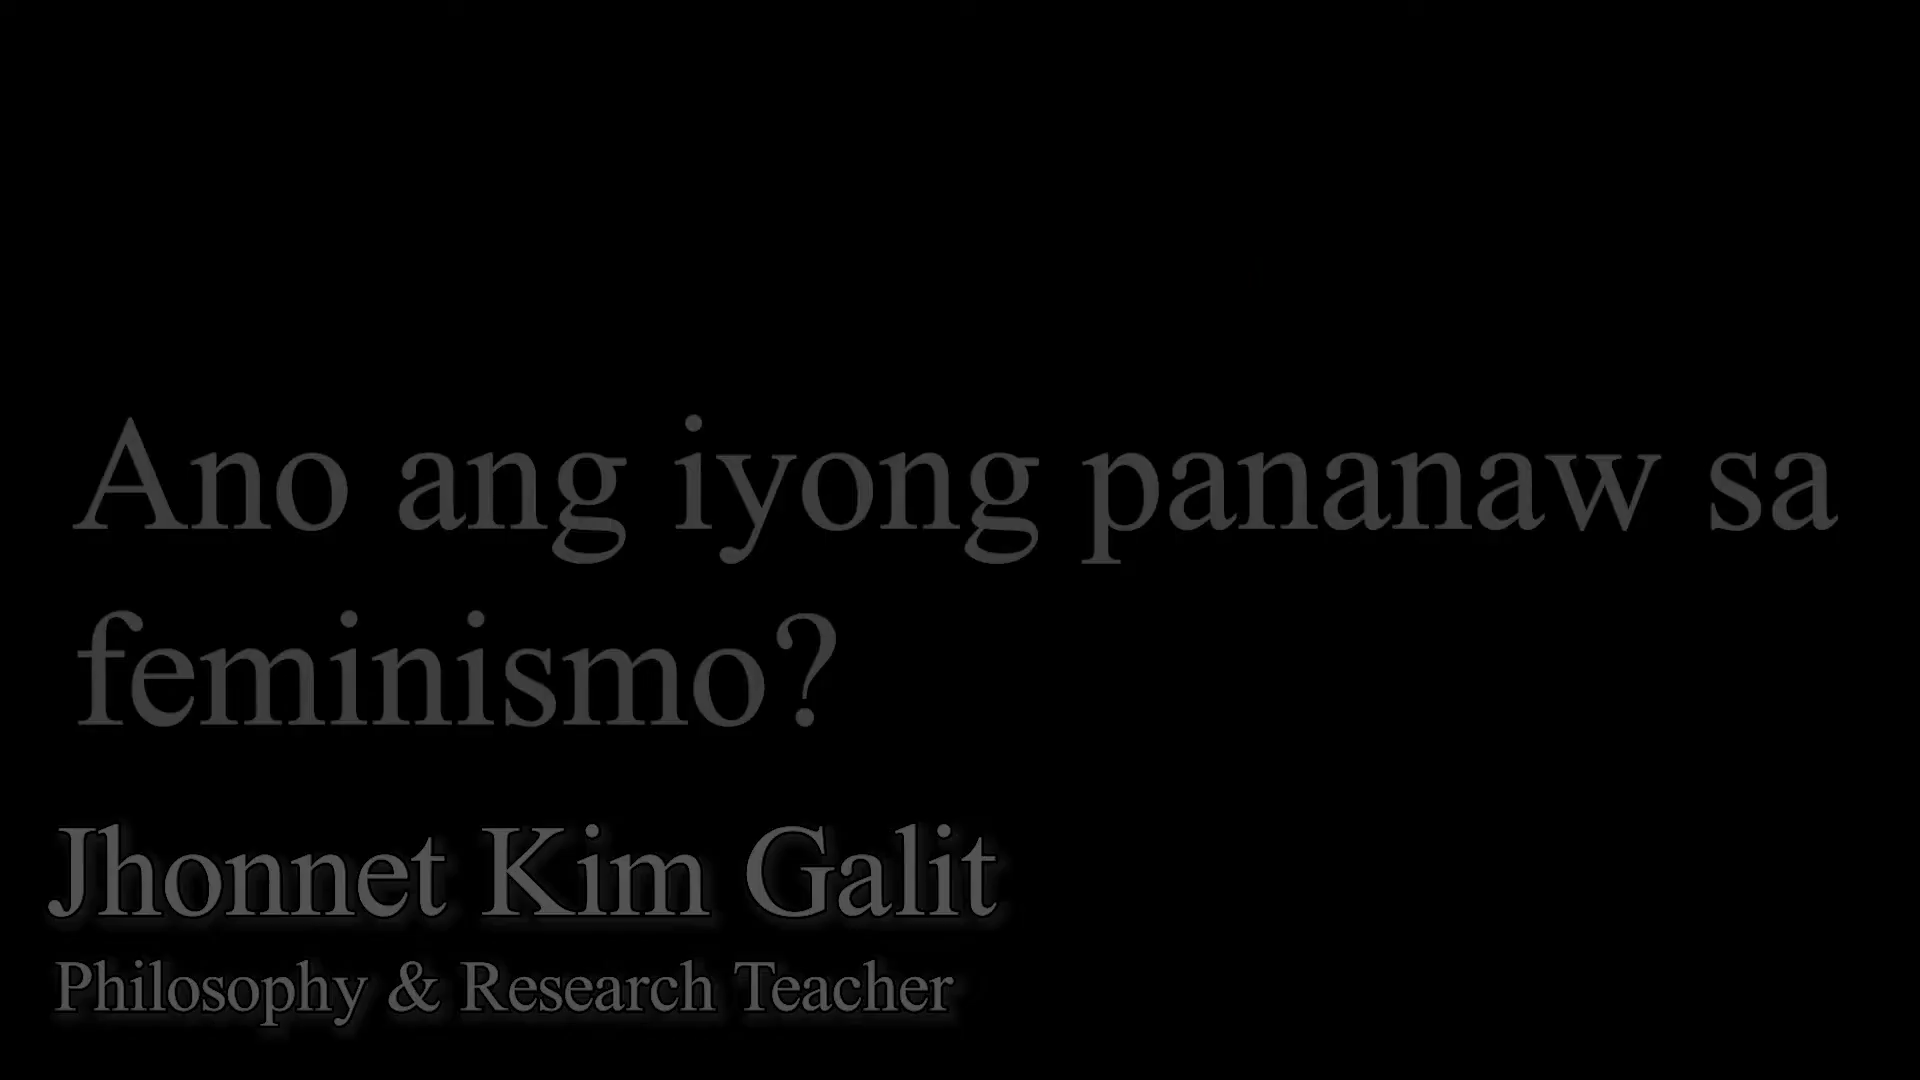 Ano ang iyong pananaw sa
feminismo?
Jhonnet Kim Galit
Philosophy & Research Teacher